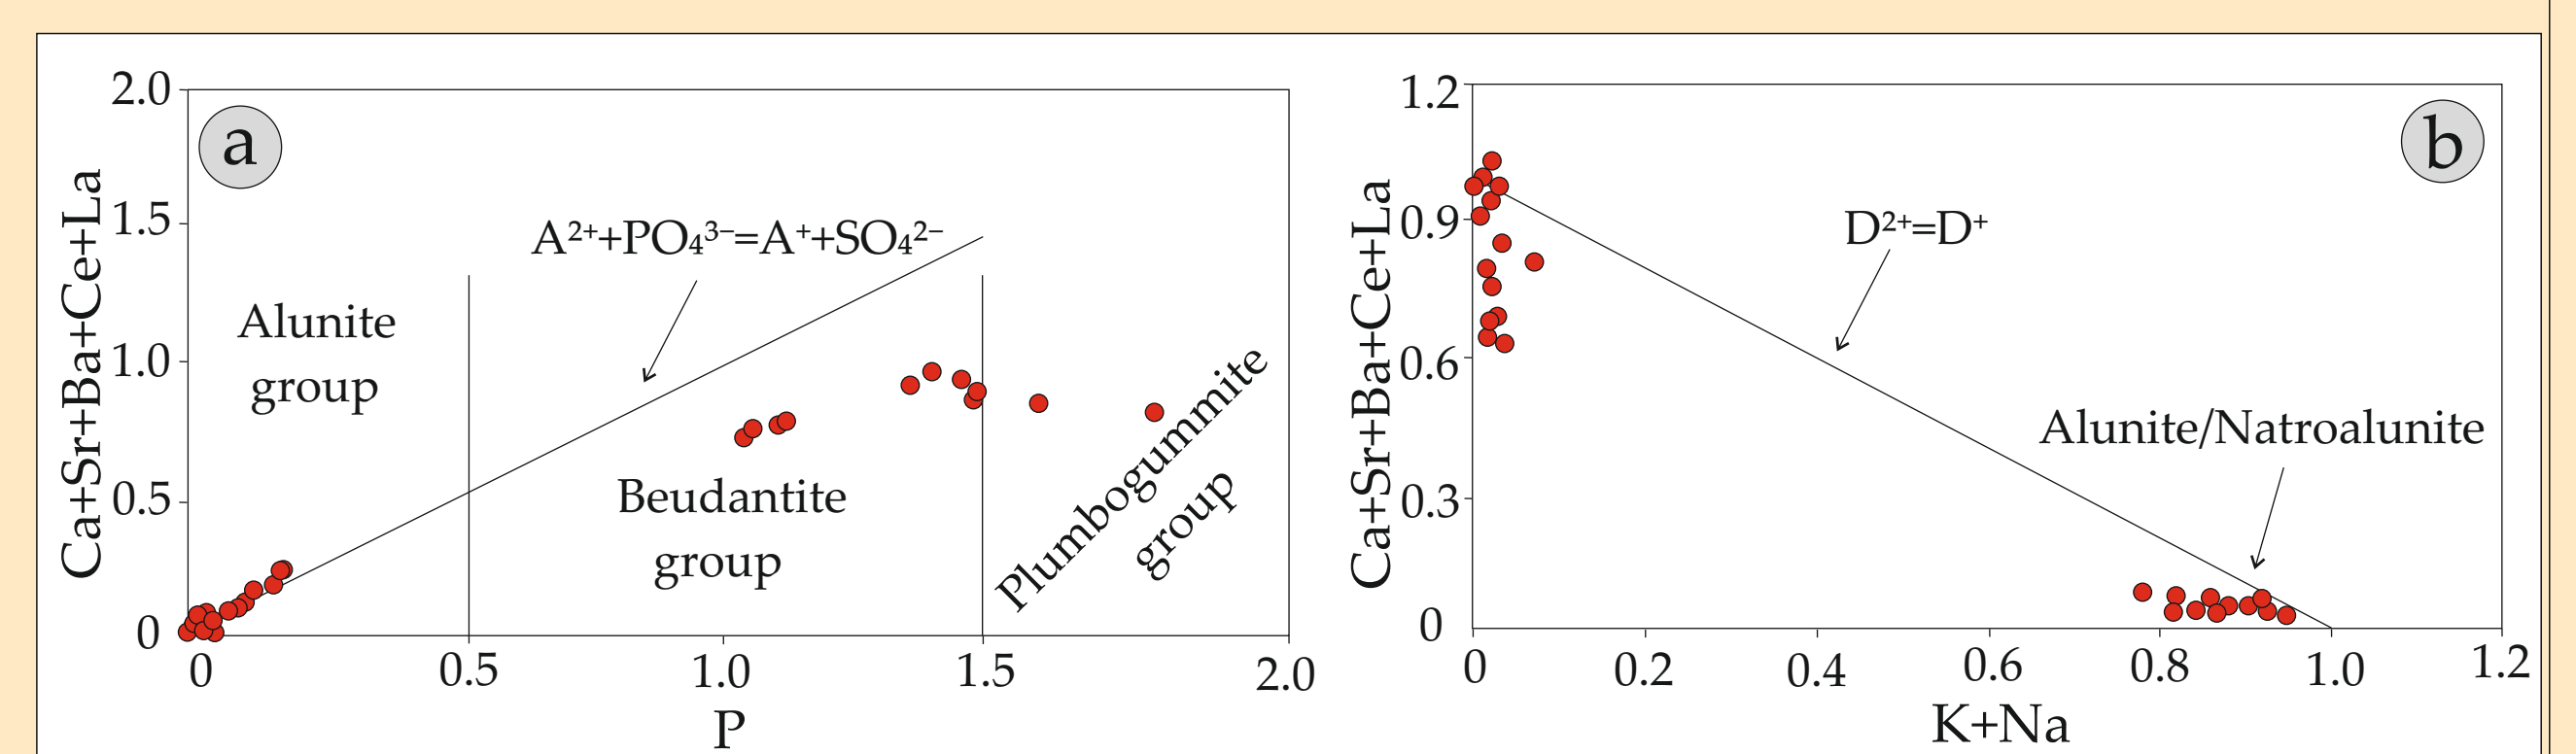 a
2.0
1.5
1.0
0.5
0
Ca+Sr+Ba+Ce+La
A²⁺+PO₄³⁻=A⁺+SO₄²⁻
Alunite
group
Beudantite
group
Plumbogummite
group
0 0.5 1.0 1.5 2.0
P
b
1.2
0.9
0.6
0.3
0
Ca+Sr+Ba+Ce+La
D²⁺=D⁺
Alunite/Natroalunite
0 0.2 0.4 0.6 0.8 1.0 1.2
K+Na